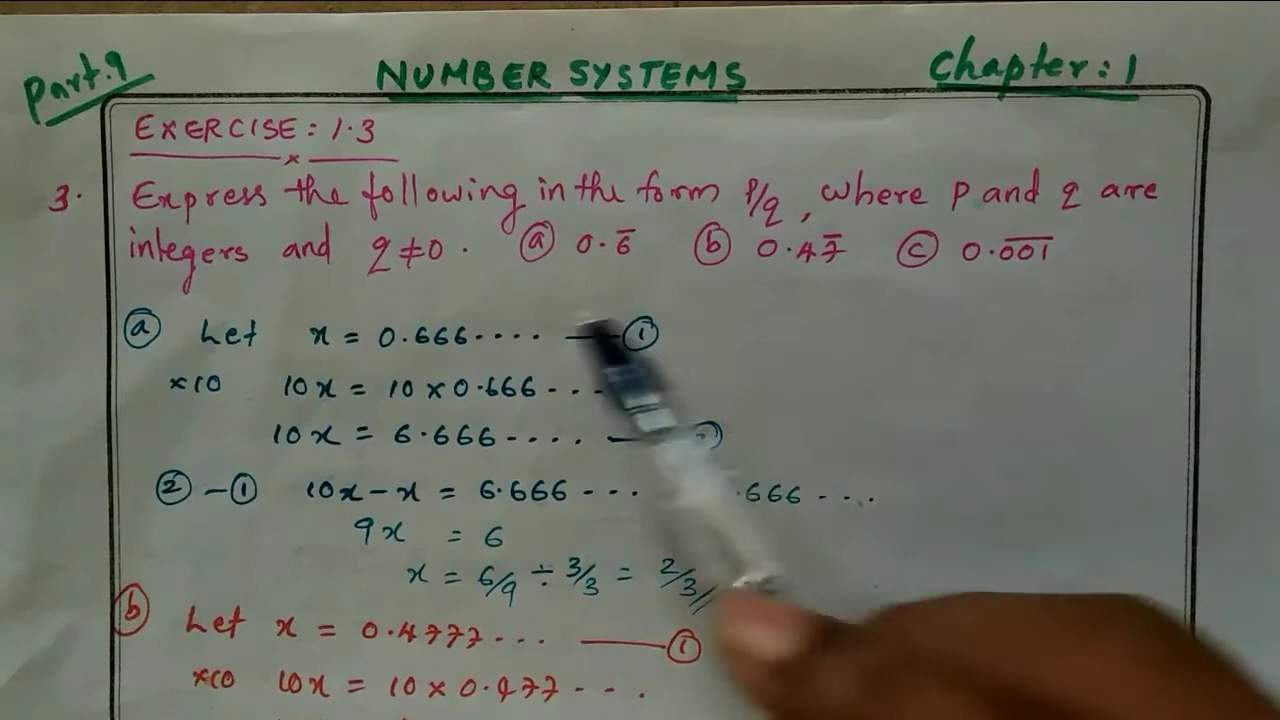 Part.9 NUMBER SYSTEMS Chapter: 1
EXERCISE: 1.3
3. Express the following in the form P/q, where p and q are
integers and q ≠ 0. (a) 0.6̅ (b) 0.47̅ (c) 0.0̅0̅1̅
(a) Let x = 0.666.... — (1)
×10 10x = 10 × 0.666...
10x = 6.666.... —
(2) – (1) 10x – x = 6.666... .666...
9x = 6
x = 6/9 ÷ 3/3 = 2/3//
(b) Let x = 0.4777... — (1)
×10 10x = 10 × 0.477...